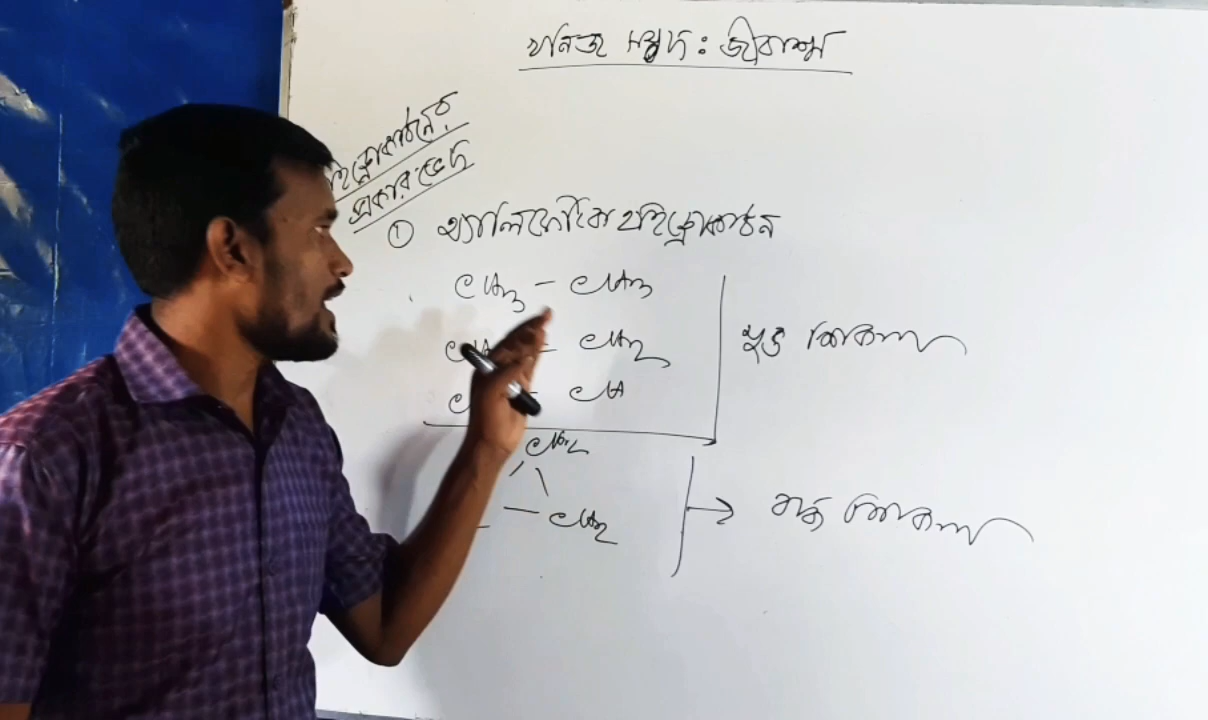 খনিজ সম্পদ : জীবাশ্ম
হাইড্রোকার্বনের
প্রকারভেদ
① অ্যালিফেটিক হাইড্রোকার্বন
CH3 – CH3
= CH2
CH
মুক্ত শিকল
CH2
– CH2
→ বদ্ধ শিকল